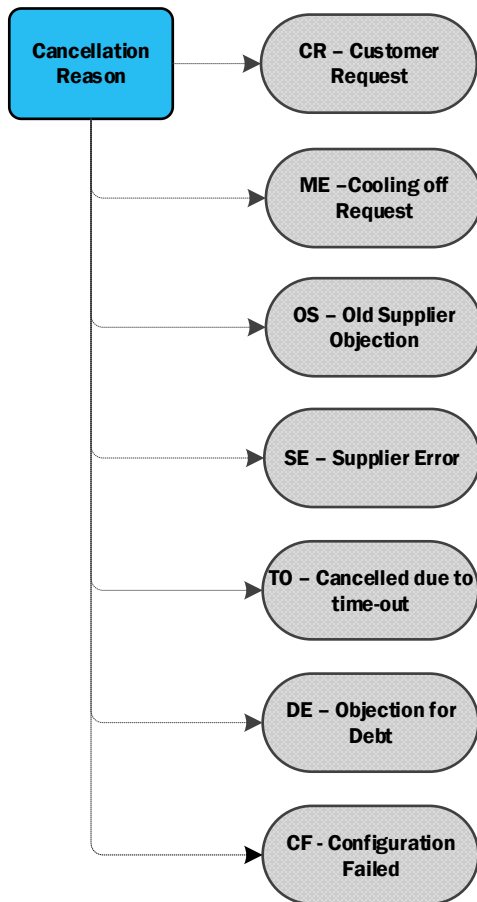 Cancellation
Reason
CR – Customer
Request
ME –Cooling off
Request
OS – Old Supplier
Objection
SE – Supplier Error
TO – Cancelled due to
time-out
DE – Objection for
Debt
CF - Configuration
Failed